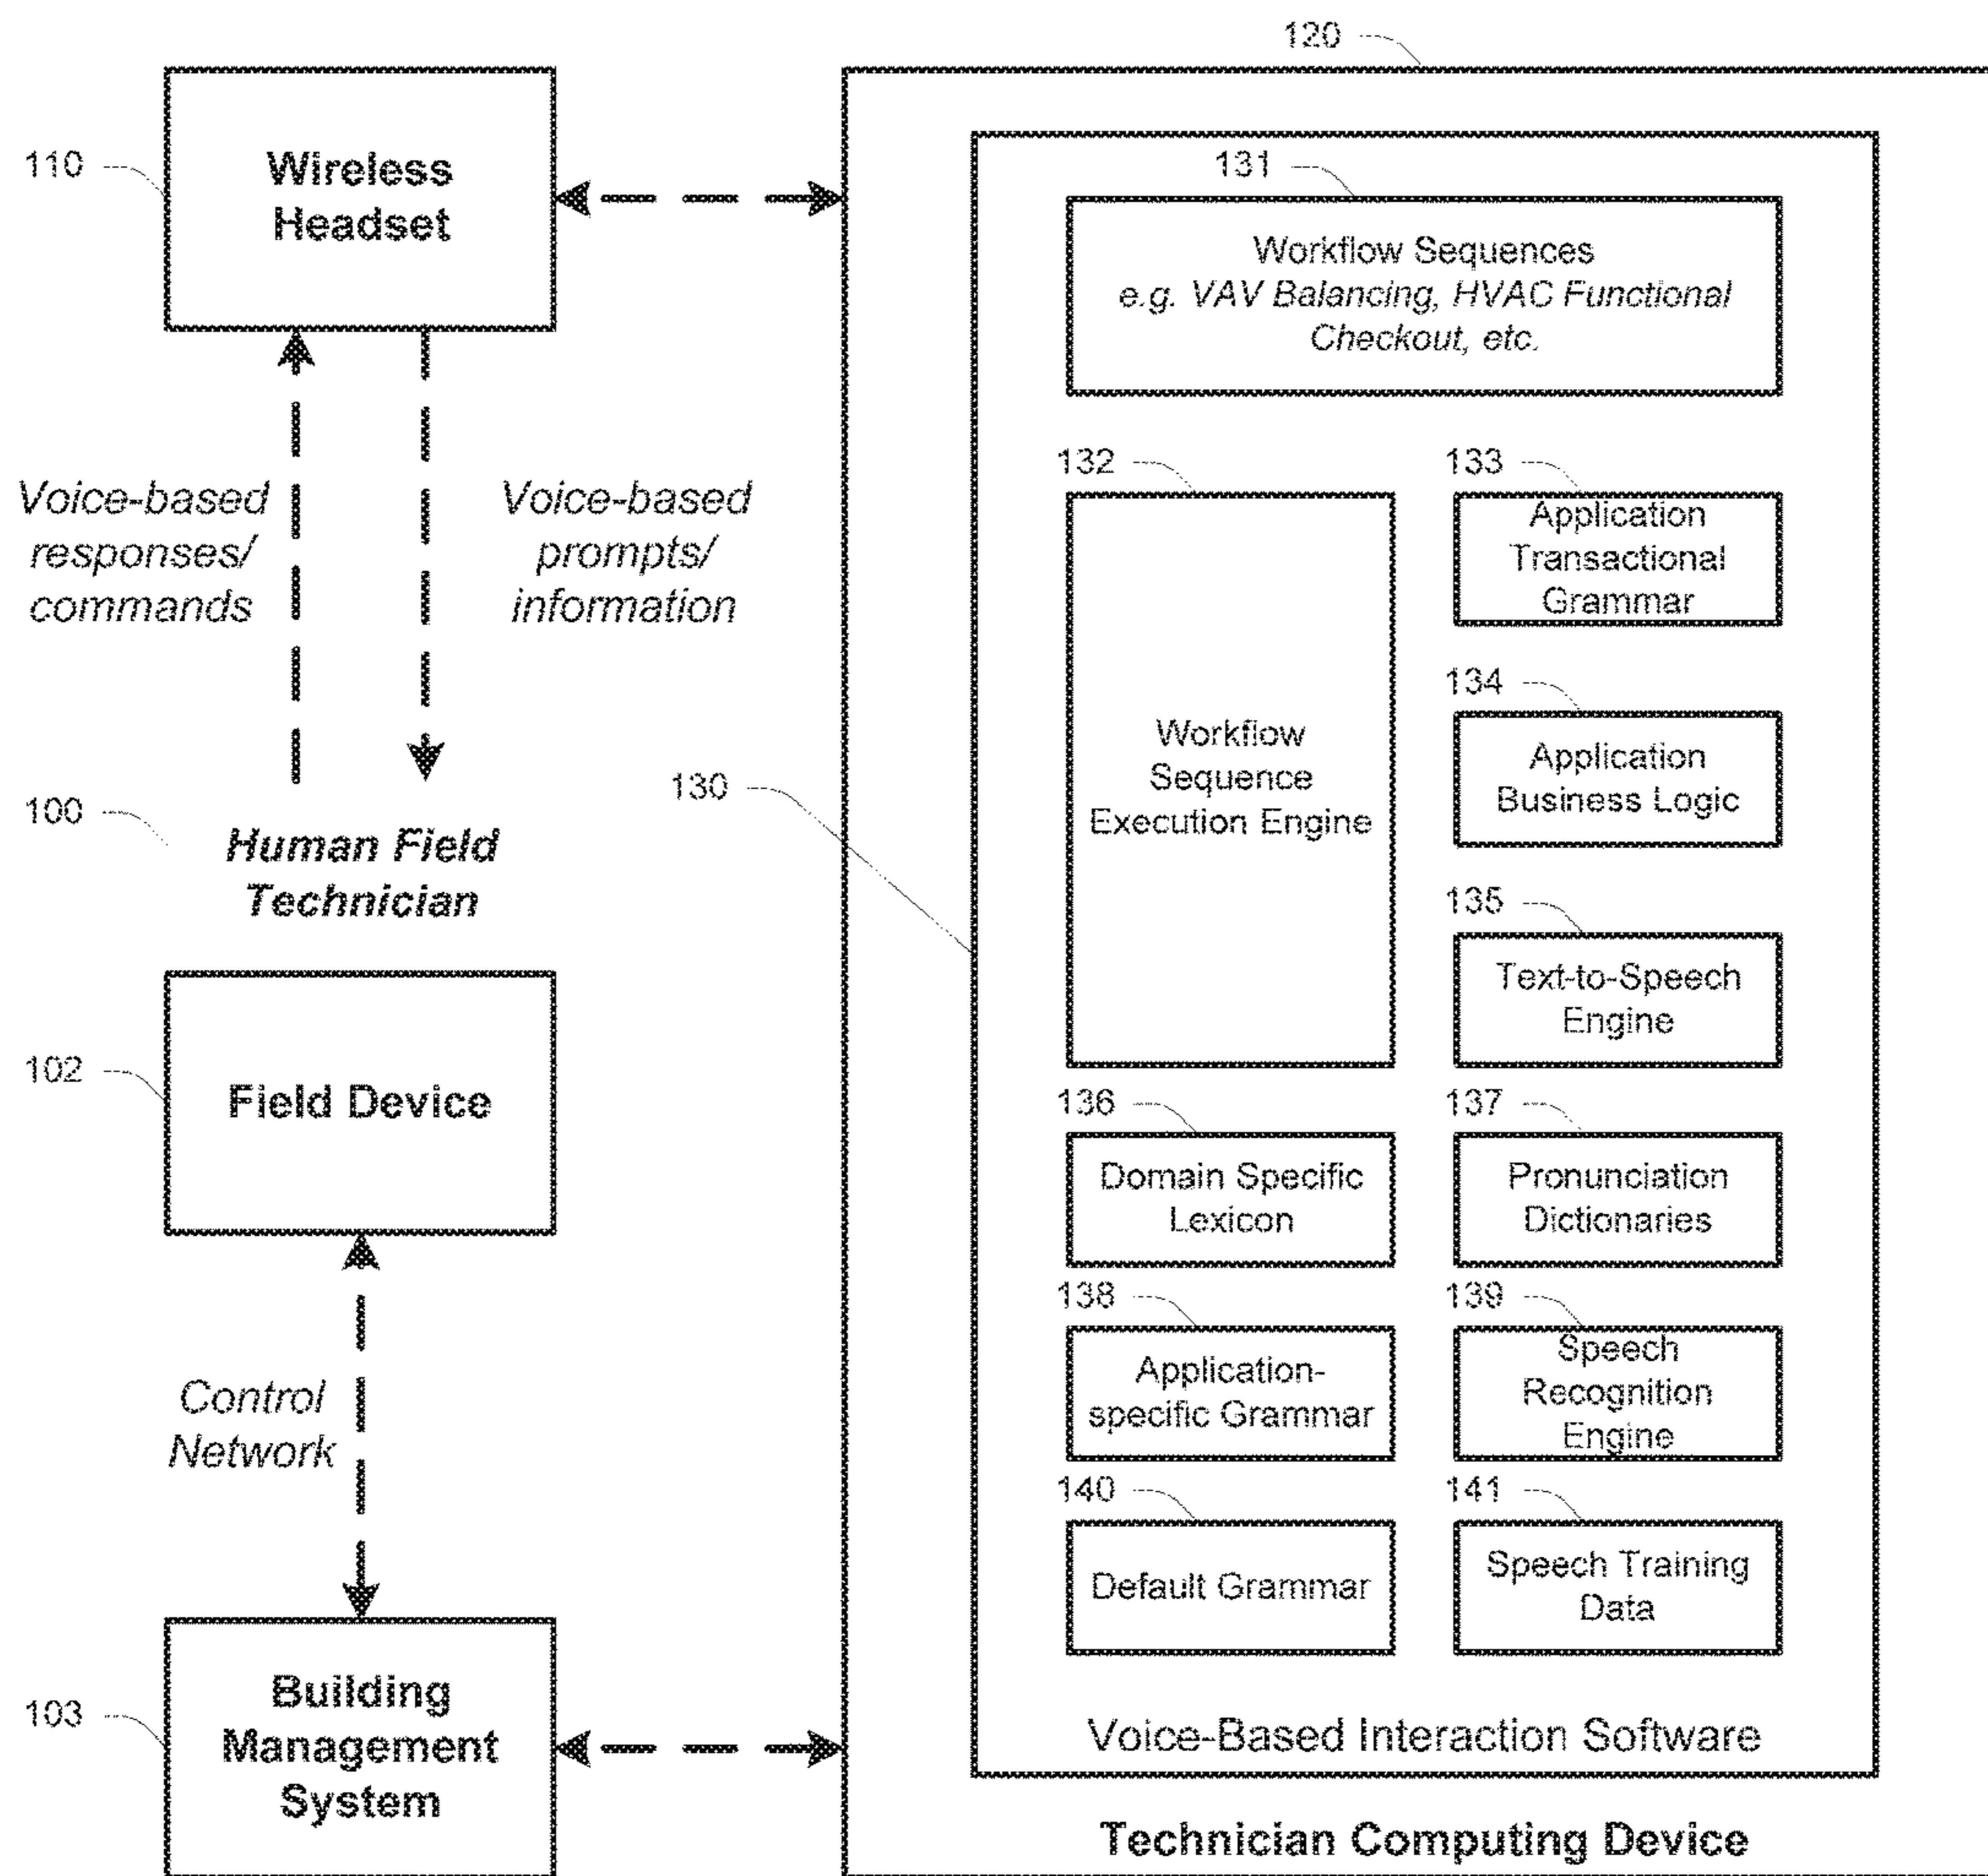 120
110
Wireless
Headset
131
Workflow Sequences
e.g. VAV Balancing, HVAC Functional
Checkout, etc.
Voice-based
responses/
commands
Voice-based
prompts/
information
132
133
Application
Transactional
Grammar
134
Application
Business Logic
Workflow
Sequence
Execution Engine
130
100
Human Field
Technician
135
Text-to-Speech
Engine
102
Field Device
136
Domain Specific
Lexicon
137
Pronunciation
Dictionaries
138
Application-
specific Grammar
139
Speech
Recognition
Engine
Control
Network
140
Default Grammar
141
Speech Training
Data
103
Building
Management
System
Voice-Based Interaction Software
Technician Computing Device